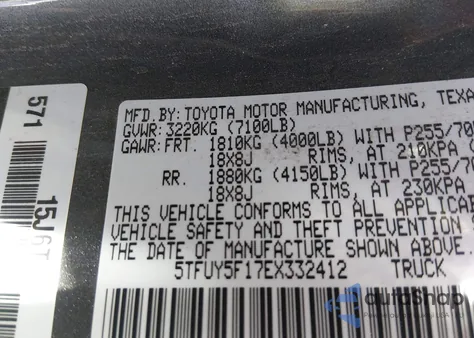 MFD.BY:TOYOTA MOTOR MANUFACTURING, TEXA
GVWR: 3220KG (7100LB)
GAWR:FRT. 1810KG (4000LB) WITH P255/70
18X8J RIMS, AT 210KPA (
RR. 1880KG (4150LB) WITH P255/70
18X8J RIMS, AT 230KPA
THIS VEHICLE CONFORMS TO ALL APPLICABL
VEHICLE SAFETY AND THEFT PREVENTION
THE DATE OF MANUFACTURE SHOWN ABOVE.
5TFUY5F17EX332412 TRUCK
571
autoShop